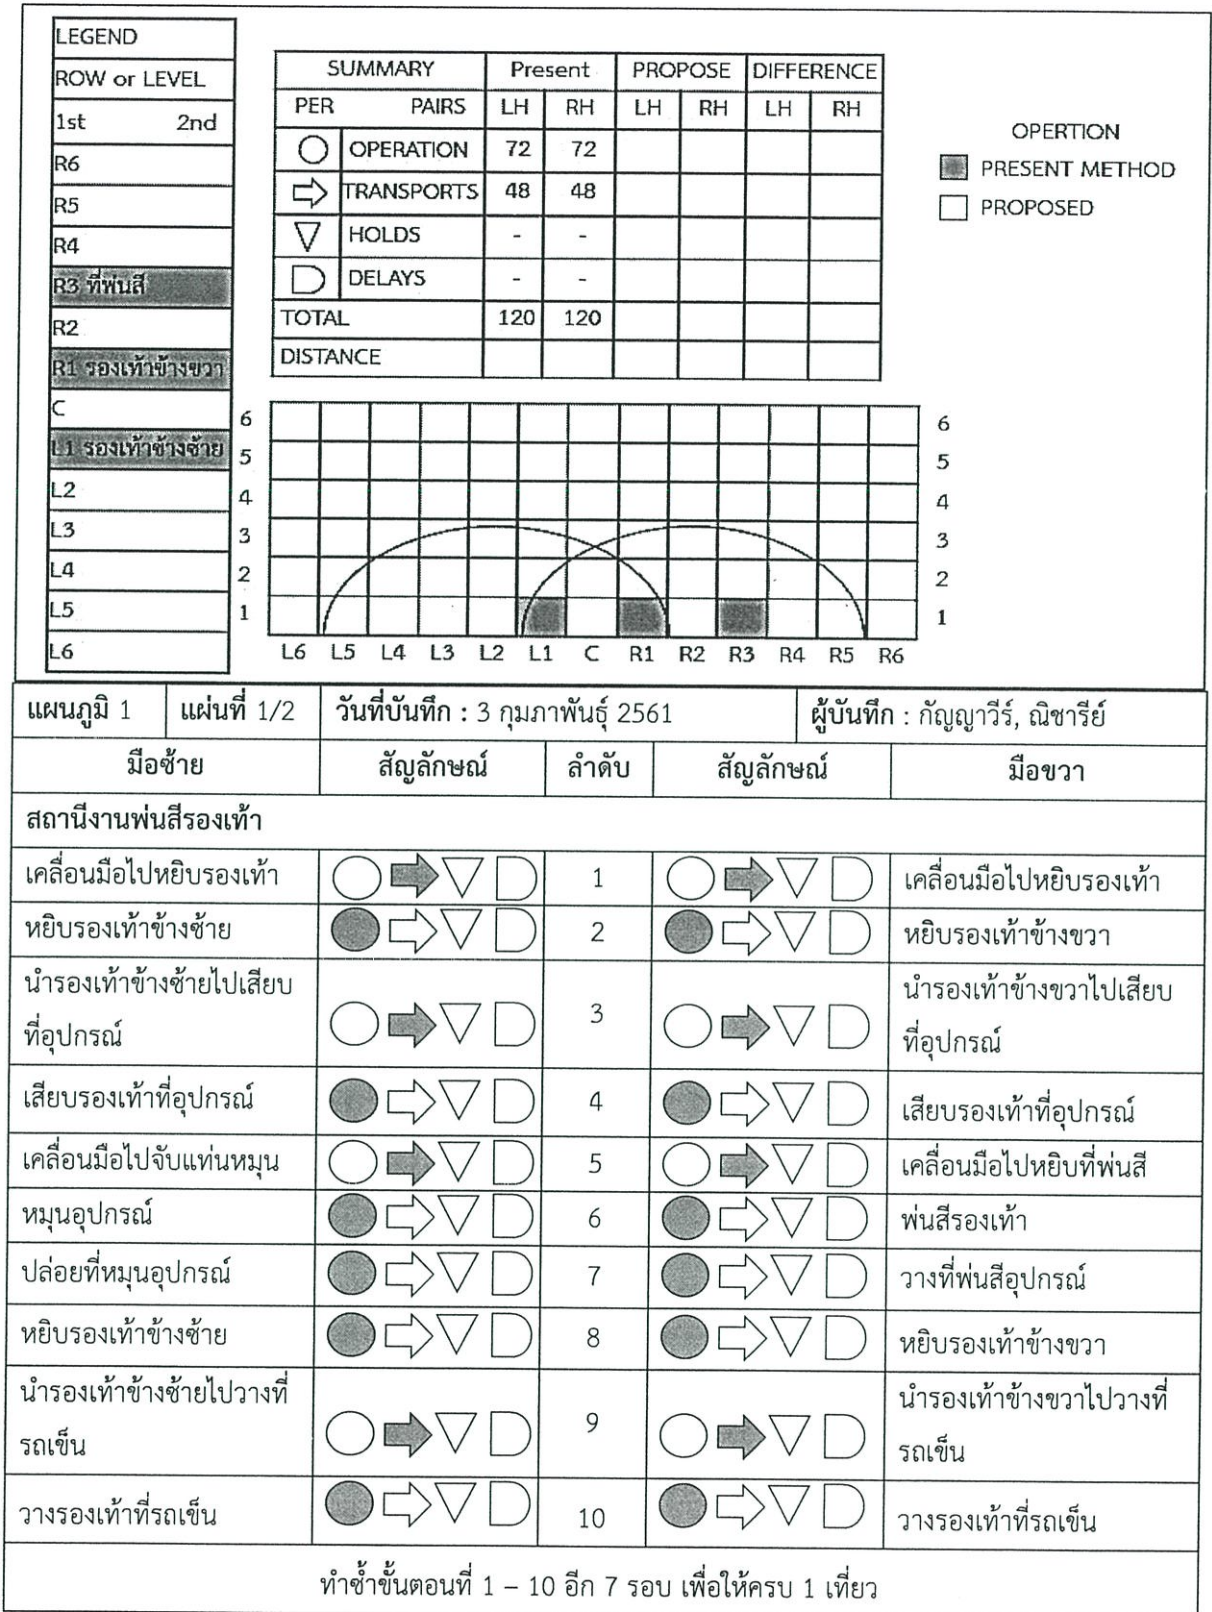 LEGEND
ROW or LEVEL
1st 2nd
R6
R5
R4
R3 ที่พ่นสี
R2
R1 รองเท้าข้างขวา
C
L1 รองเท้าข้างซ้าย
L2
L3
L4
L5
L6
SUMMARY Present PROPOSE DIFFERENCE
PER PAIRS LH RH LH RH LH RH
OPERATION 72 72
TRANSPORTS 48 48
HOLDS - -
DELAYS - -
TOTAL 120 120
DISTANCE
OPERTION
PRESENT METHOD
PROPOSED
6 6
5 5
4 4
3 3
2 2
1 1
L6 L5 L4 L3 L2 L1 C R1 R2 R3 R4 R5 R6
แผนภูมิ 1 แผ่นที่ 1/2 วันที่บันทึก : 3 กุมภาพันธุ์ 2561 ผู้บันทึก : กัญญาวีร์, ณิชารีย์
มือซ้าย สัญลักษณ์ ลำดับ สัญลักษณ์ มือขวา
สถานีงานพ่นสีรองเท้า
เคลื่อนมือไปหยิบรองเท้า 1 เคลื่อนมือไปหยิบรองเท้า
หยิบรองเท้าข้างซ้าย 2 หยิบรองเท้าข้างขวา
นำรองเท้าข้างซ้ายไปเสียบ นำรองเท้าข้างขวาไปเสียบ
ที่อุปกรณ์ 3 ที่อุปกรณ์
เสียบรองเท้าที่อุปกรณ์ 4 เสียบรองเท้าที่อุปกรณ์
เคลื่อนมือไปจับแท่นหมุน 5 เคลื่อนมือไปหยิบที่พ่นสี
หมุนอุปกรณ์ 6 พ่นสีรองเท้า
ปล่อยที่หมุนอุปกรณ์ 7 วางที่พ่นสีอุปกรณ์
หยิบรองเท้าข้างซ้าย 8 หยิบรองเท้าข้างขวา
นำรองเท้าข้างซ้ายไปวางที่ นำรองเท้าข้างขวาไปวางที่
รถเข็น 9 รถเข็น
วางรองเท้าที่รถเข็น 10 วางรองเท้าที่รถเข็น
ทำซ้ำขั้นตอนที่ 1 – 10 อีก 7 รอบ เพื่อให้ครบ 1 เที่ยว